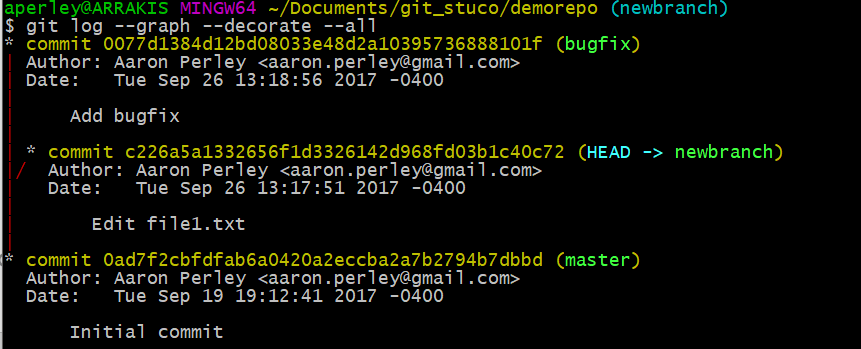 aperley@ARRAKIS MINGW64 ~/Documents/git_stuco/demorepo (newbranch)
$ git log --graph --decorate --all
* commit 0077d1384d12bd08033e48d2a10395736888101f (bugfix)
| Author: Aaron Perley <aaron.perley@gmail.com>
| Date:   Tue Sep 26 13:18:56 2017 -0400
|
|     Add bugfix
|
| * commit c226a5a1332656f1d3326142d968fd03b1c40c72 (HEAD -> newbranch)
|/  Author: Aaron Perley <aaron.perley@gmail.com>
|   Date:   Tue Sep 26 13:17:51 2017 -0400
|
|       Edit file1.txt
|
* commit 0ad7f2cbfdfab6a0420a2eccba2a7b2794b7dbbd (master)
  Author: Aaron Perley <aaron.perley@gmail.com>
  Date:   Tue Sep 19 19:12:41 2017 -0400

      Initial commit